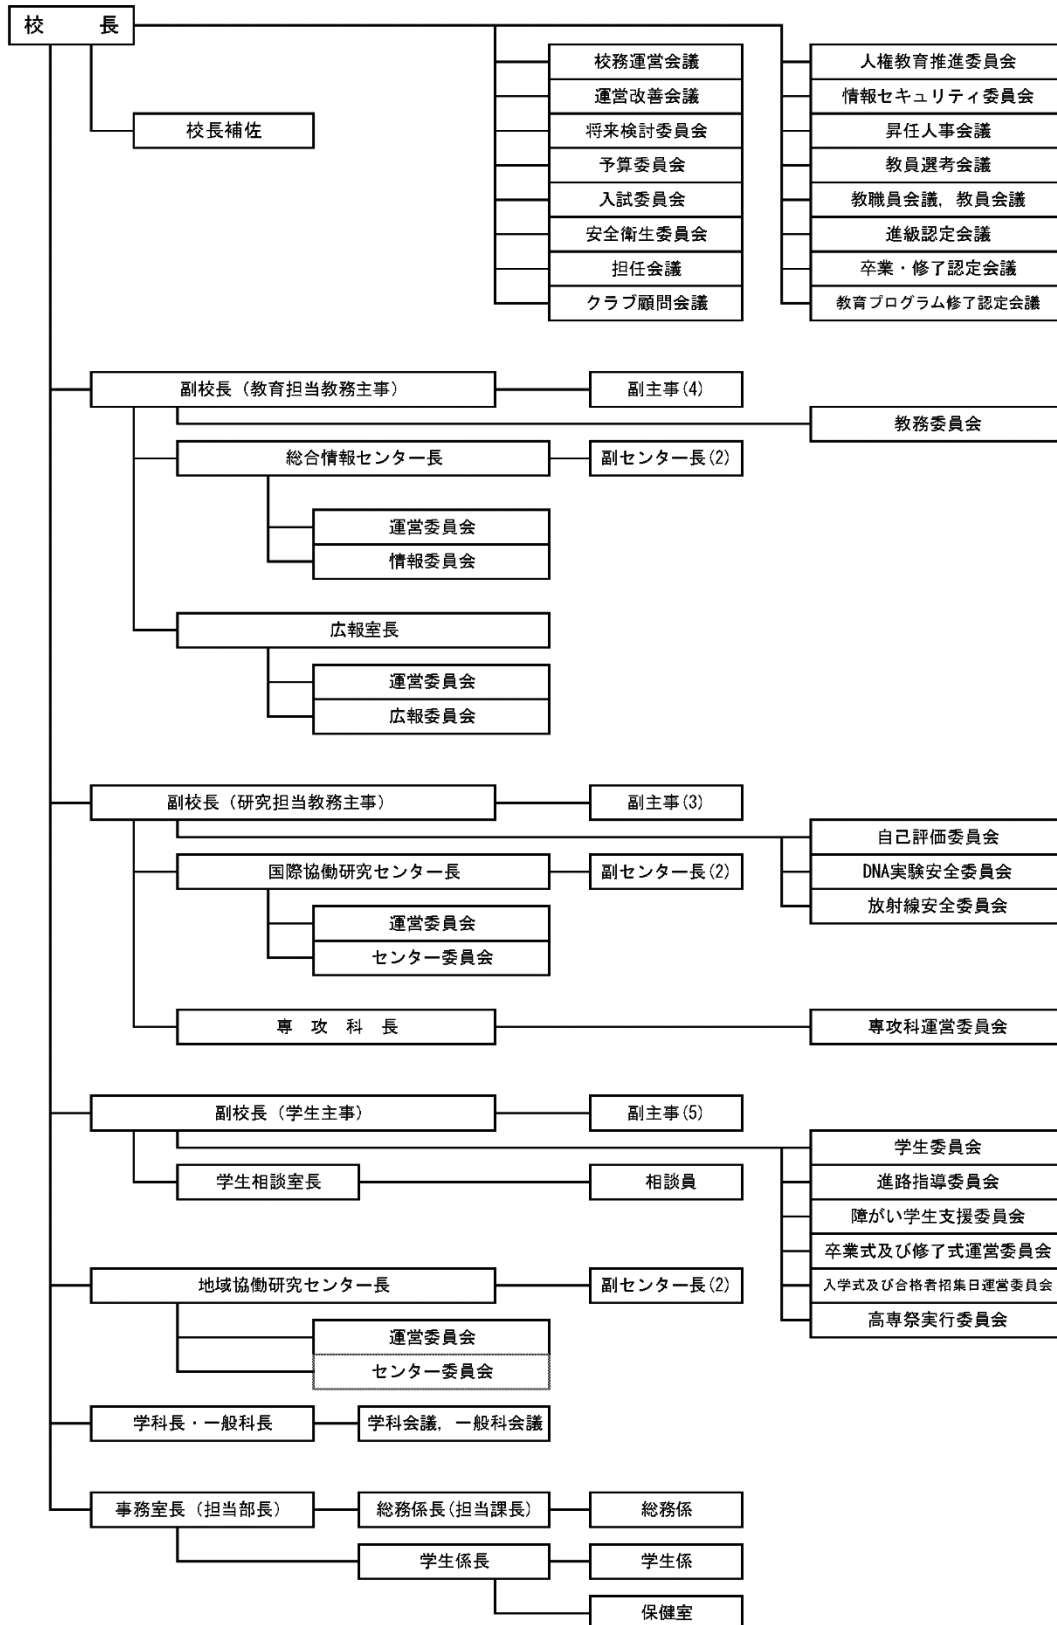 校　　長
校務運営会議
人権教育推進委員会
運営改善会議
情報セキュリティ委員会
校長補佐
将来検討委員会
昇任人事会議
予算委員会
教員選考会議
入試委員会
教職員会議，教員会議
安全衛生委員会
進級認定会議
担任会議
卒業・修了認定会議
クラブ顧問会議
教育プログラム修了認定会議
副校長（教育担当教務主事）
副主事(4)
教務委員会
総合情報センター長
副センター長(2)
運営委員会
情報委員会
広報室長
運営委員会
広報委員会
副校長（研究担当教務主事）
副主事(3)
自己評価委員会
国際協働研究センター長
副センター長(2)
DNA実験安全委員会
放射線安全委員会
運営委員会
センター委員会
専　攻　科　長
専攻科運営委員会
副校長（学生主事）
副主事(5)
学生委員会
学生相談室長
相談員
進路指導委員会
障がい学生支援委員会
卒業式及び修了式運営委員会
地域協働研究センター長
副センター長(2)
入学式及び合格者招集日運営委員会
高専祭実行委員会
運営委員会
センター委員会
学科長・一般科長
学科会議，一般科会議
事務室長（担当部長）
総務係長(担当課長)
総務係
学生係長
学生係
保健室